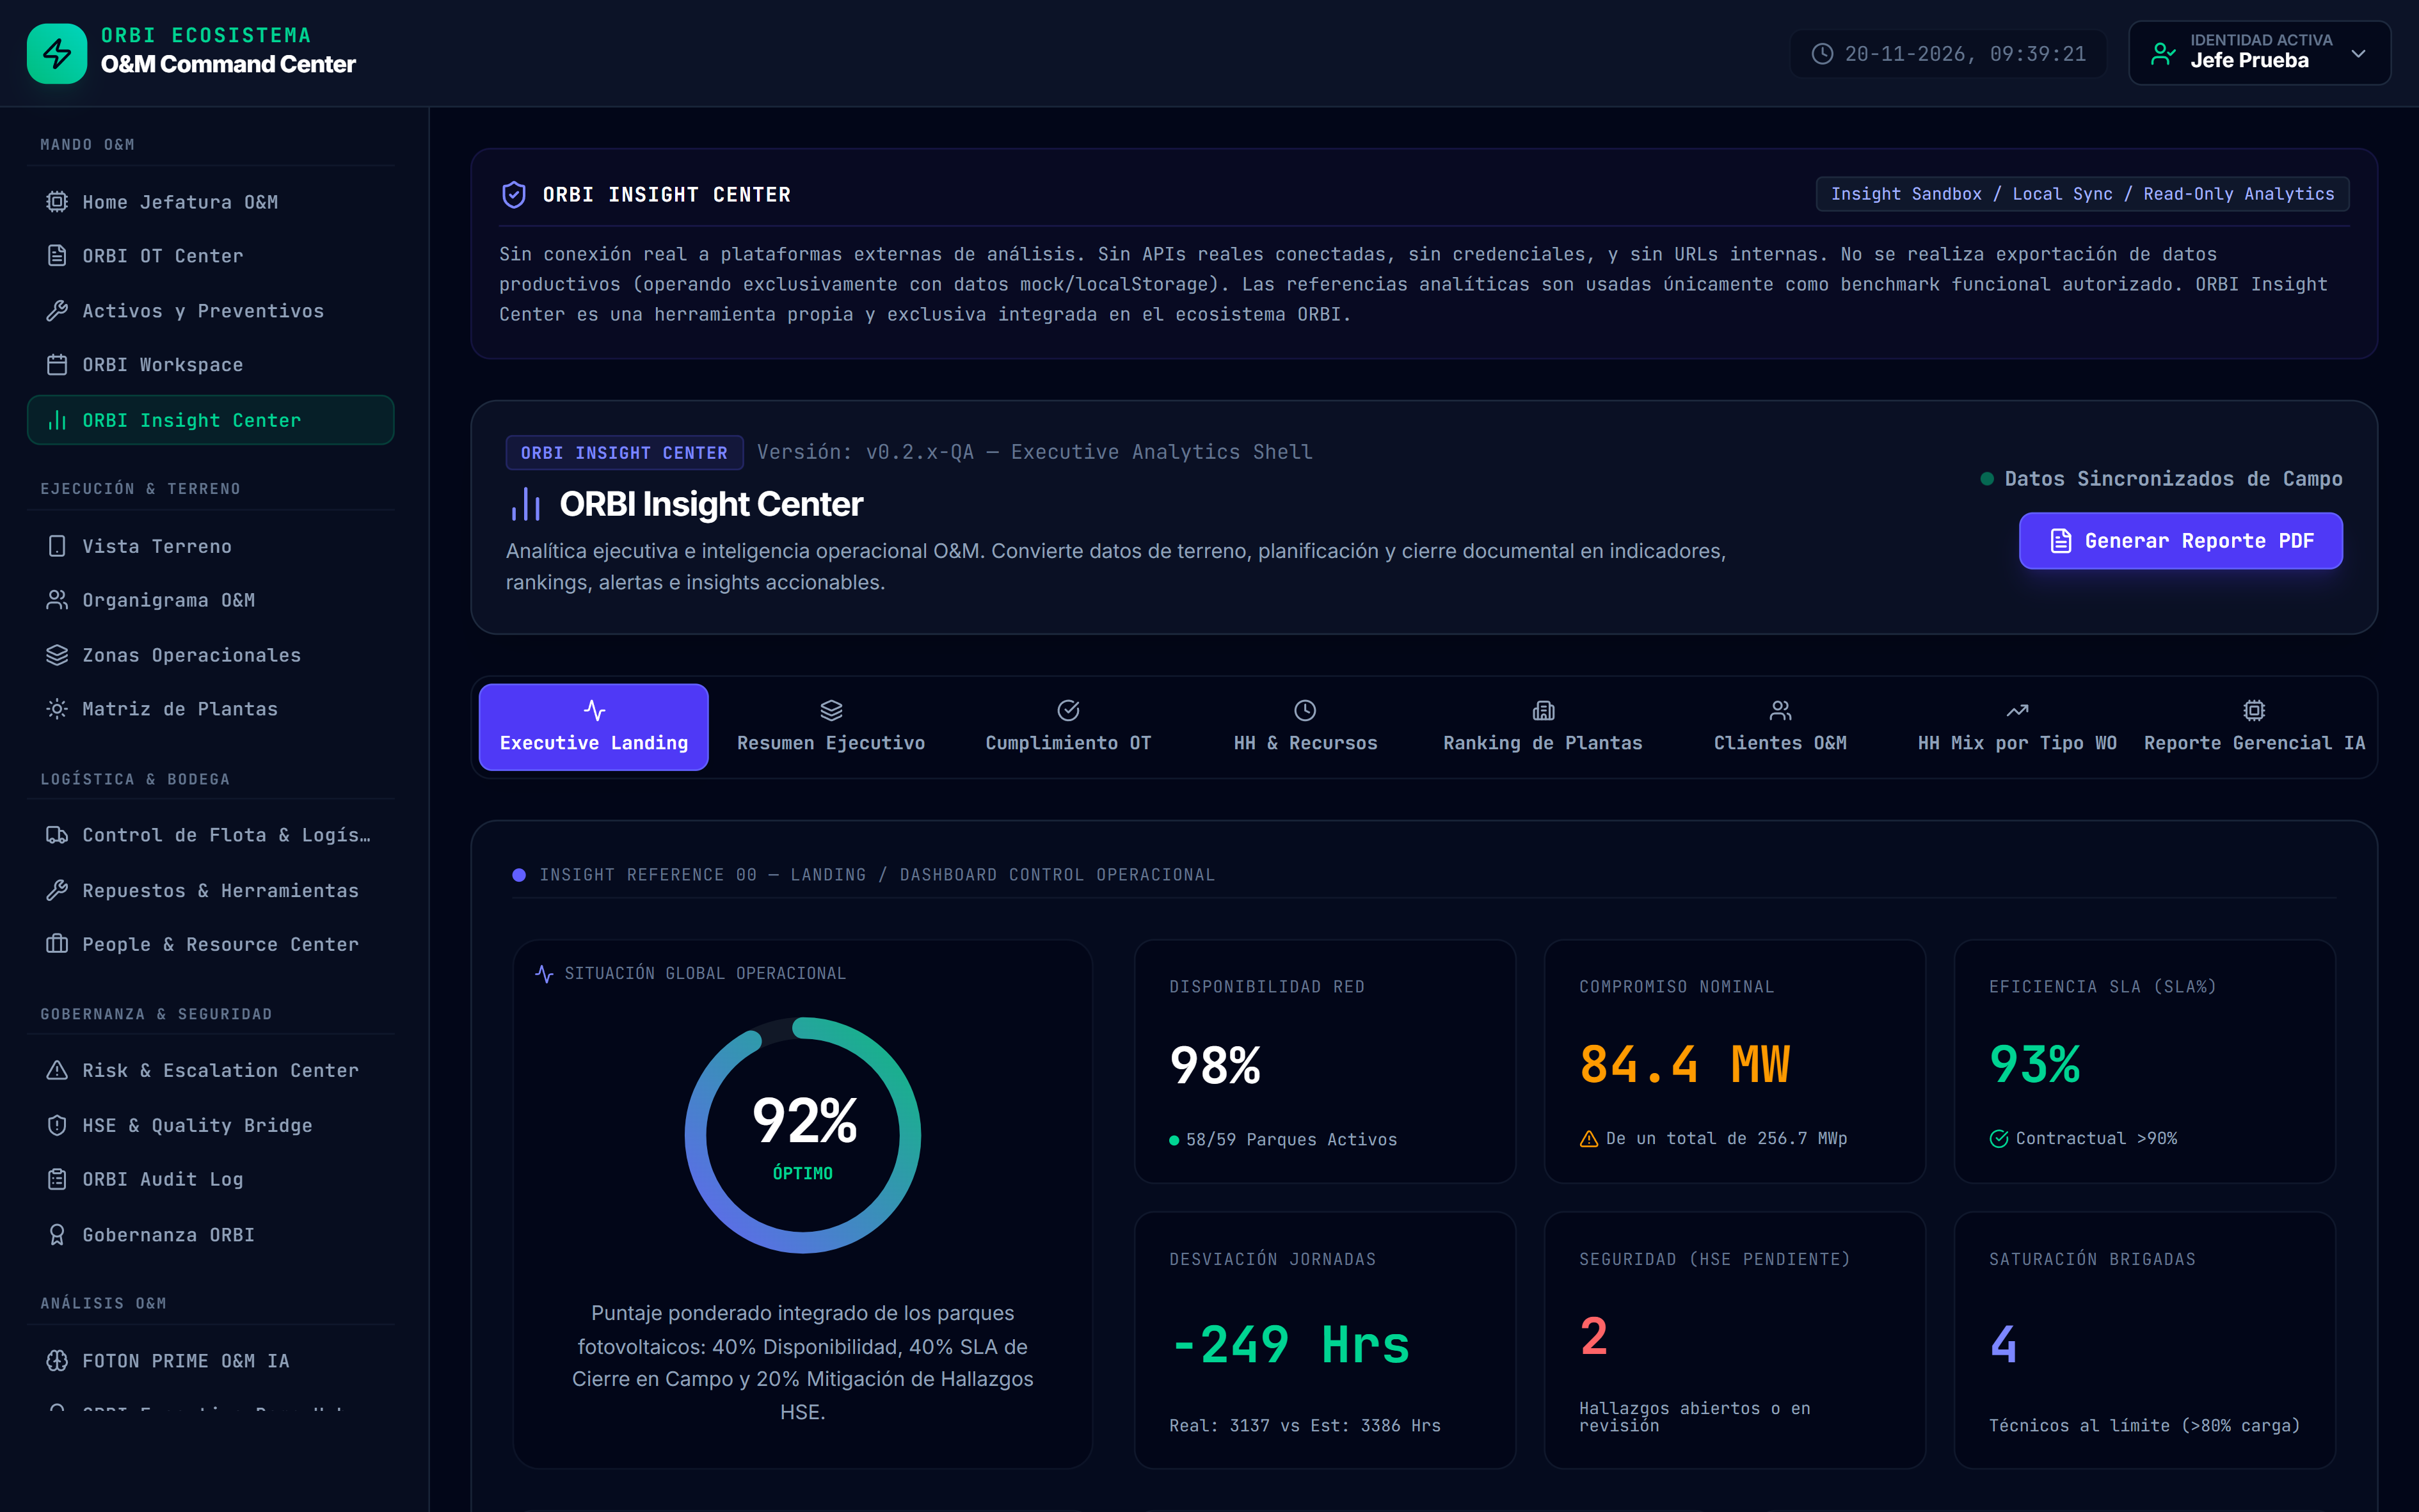 ORBI ECOSISTEMA
O&M Command Center
20-11-2026, 09:39:21
IDENTIDAD ACTIVA
Jefe Prueba
MANDO O&M
Home Jefatura O&M
ORBI OT Center
Activos y Preventivos
ORBI Workspace
ORBI Insight Center
EJECUCIÓN & TERRENO
Vista Terreno
Organigrama O&M
Zonas Operacionales
Matriz de Plantas
LOGÍSTICA & BODEGA
Control de Flota & Logís…
Repuestos & Herramientas
People & Resource Center
GOBERNANZA & SEGURIDAD
Risk & Escalation Center
HSE & Quality Bridge
ORBI Audit Log
Gobernanza ORBI
ANÁLISIS O&M
FOTON PRIME O&M IA
ORBI INSIGHT CENTER
Insight Sandbox / Local Sync / Read-Only Analytics
Sin conexión real a plataformas externas de análisis. Sin APIs reales conectadas, sin credenciales, y sin URLs internas. No se realiza exportación de datos
productivos (operando exclusivamente con datos mock/localStorage). Las referencias analíticas son usadas únicamente como benchmark funcional autorizado. ORBI Insight
Center es una herramienta propia y exclusiva integrada en el ecosistema ORBI.
ORBI INSIGHT CENTER
Versión: v0.2.x-QA — Executive Analytics Shell
ORBI Insight Center
Analítica ejecutiva e inteligencia operacional O&M. Convierte datos de terreno, planificación y cierre documental en indicadores,
rankings, alertas e insights accionables.
Datos Sincronizados de Campo
Generar Reporte PDF
Executive Landing
Resumen Ejecutivo
Cumplimiento OT
HH & Recursos
Ranking de Plantas
Clientes O&M
HH Mix por Tipo WO
Reporte Gerencial IA
INSIGHT REFERENCE 00 — LANDING / DASHBOARD CONTROL OPERACIONAL
SITUACIÓN GLOBAL OPERACIONAL
92%
ÓPTIMO
Puntaje ponderado integrado de los parques
fotovoltaicos: 40% Disponibilidad, 40% SLA de
Cierre en Campo y 20% Mitigación de Hallazgos
HSE.
DISPONIBILIDAD RED
98%
58/59 Parques Activos
COMPROMISO NOMINAL
84.4 MW
De un total de 256.7 MWp
EFICIENCIA SLA (SLA%)
93%
Contractual >90%
DESVIACIÓN JORNADAS
-249 Hrs
Real: 3137 vs Est: 3386 Hrs
SEGURIDAD (HSE PENDIENTE)
2
Hallazgos abiertos o en
revisión
SATURACIÓN BRIGADAS
4
Técnicos al límite (>80% carga)